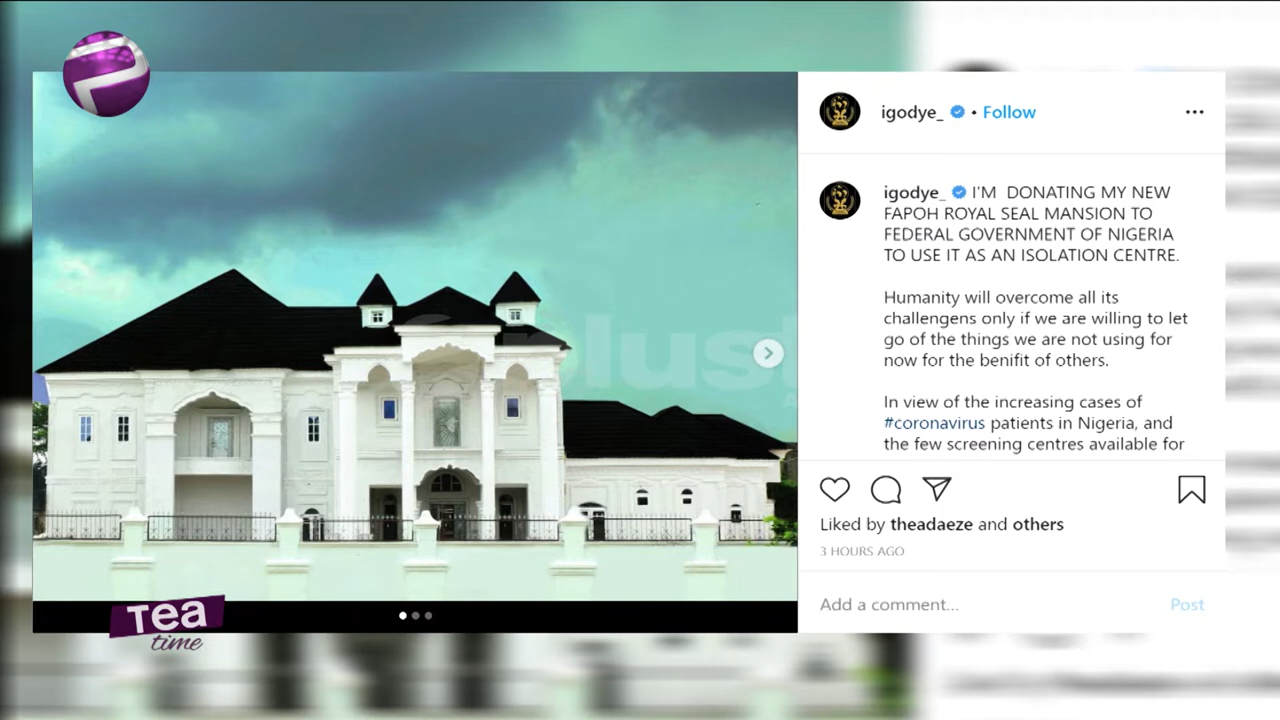 igodye_ • Follow
igodye_ I'M DONATING MY NEW
FAPOH ROYAL SEAL MANSION TO
FEDERAL GOVERNMENT OF NIGERIA
TO USE IT AS AN ISOLATION CENTRE.
Humanity will overcome all its
challengens only if we are willing to let
go of the things we are not using for
now for the benifit of others.
In view of the increasing cases of
#coronavirus patients in Nigeria, and
the few screening centres available for
Liked by theadaeze and others
3 HOURS AGO
Add a comment... Post
Tea
time